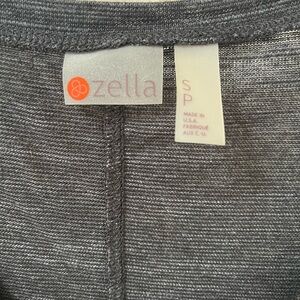 zella
S
P
MADE IN
U.S.A.
FABRIQUÉ
AUX É.-U.